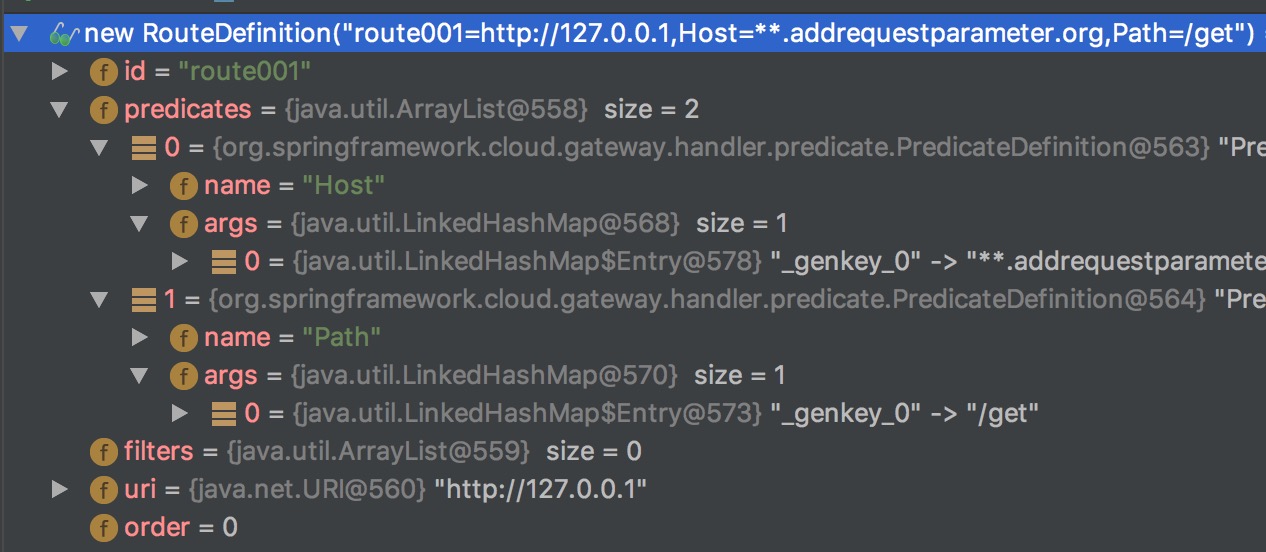 new RouteDefinition("route001=http://127.0.0.1,Host=**.addrequestparameter.org,Path=/get") =
f id = "route001"
f predicates = {java.util.ArrayList@558} size = 2
0 = {org.springframework.cloud.gateway.handler.predicate.PredicateDefinition@563} "Pre
f name = "Host"
f args = {java.util.LinkedHashMap@568} size = 1
0 = {java.util.LinkedHashMap$Entry@578} "_genkey_0" -> "**.addrequestparamete
1 = {org.springframework.cloud.gateway.handler.predicate.PredicateDefinition@564} "Pre
f name = "Path"
f args = {java.util.LinkedHashMap@570} size = 1
0 = {java.util.LinkedHashMap$Entry@573} "_genkey_0" -> "/get"
f filters = {java.util.ArrayList@559} size = 0
f uri = {java.net.URI@560} "http://127.0.0.1"
f order = 0